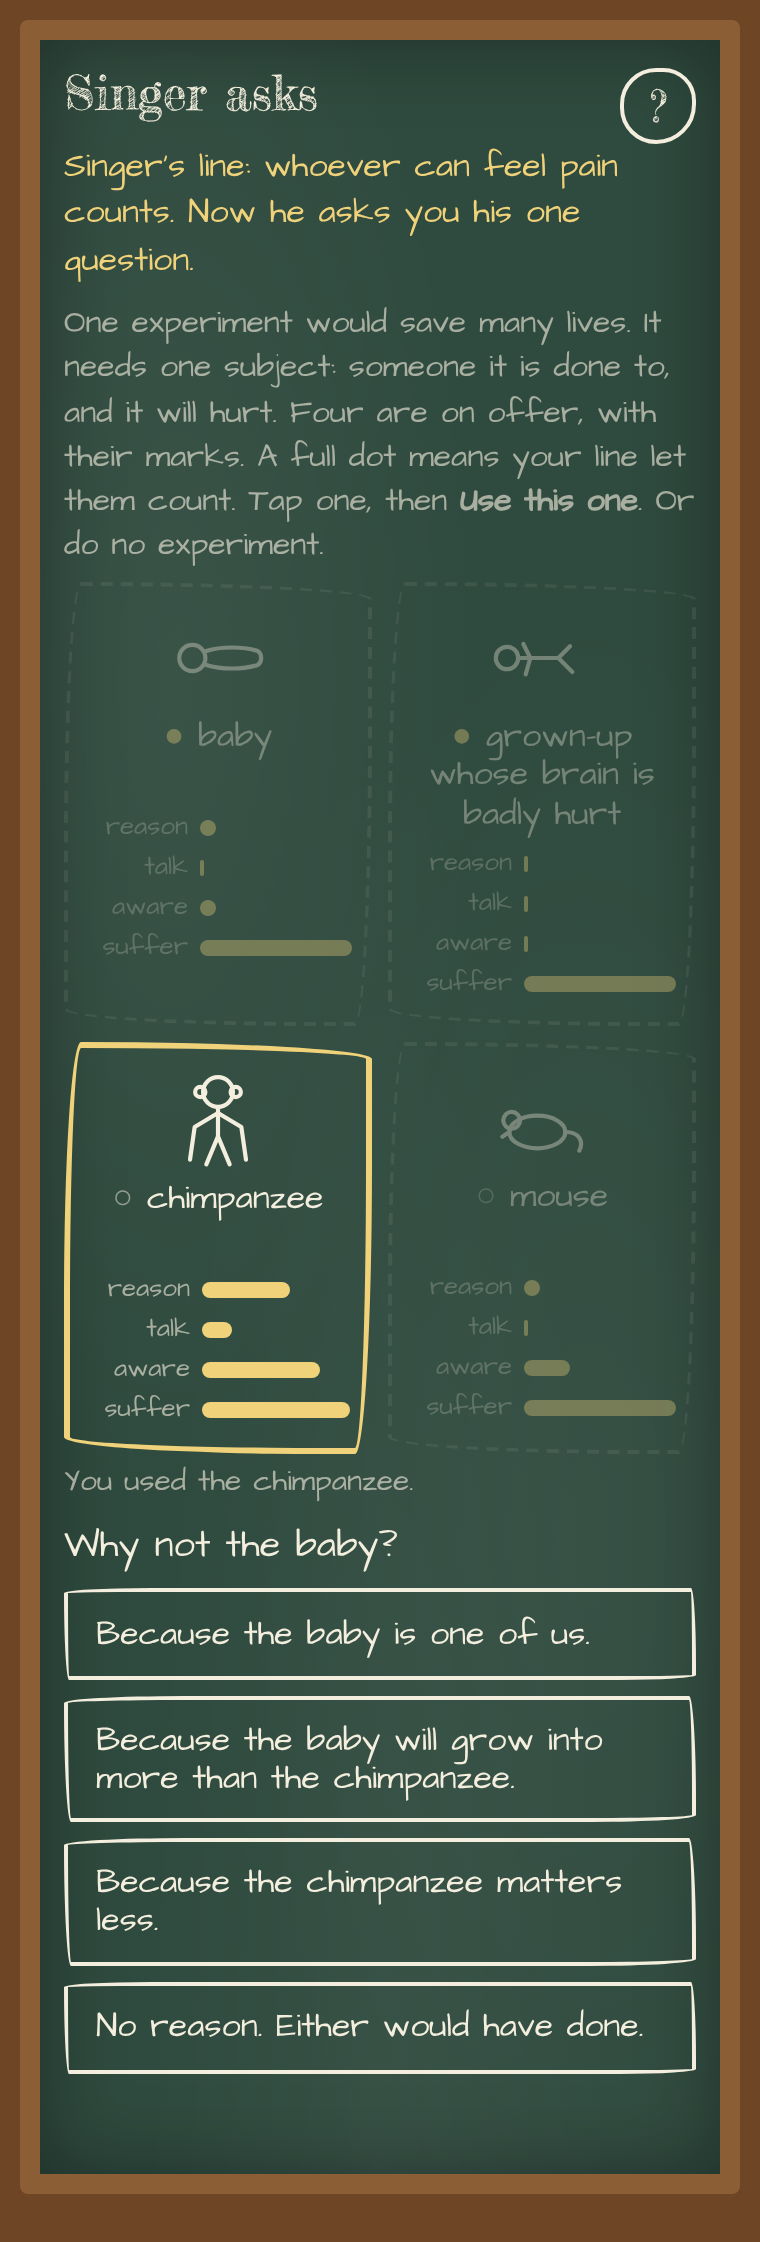 Singer asks
?
Singer's line: whoever can feel pain
counts. Now he asks you his one
question.
One experiment would save many lives. It
needs one subject: someone it is done to,
and it will hurt. Four are on offer, with
their marks. A full dot means your line let
them count. Tap one, then Use this one. Or
do no experiment.
baby
reason
talk
aware
suffer
grown-up
whose brain is
badly hurt
reason
talk
aware
suffer
chimpanzee
reason
talk
aware
suffer
mouse
reason
talk
aware
suffer
You used the chimpanzee.
Why not the baby?
Because the baby is one of us.
Because the baby will grow into
more than the chimpanzee.
Because the chimpanzee matters
less.
No reason. Either would have done.